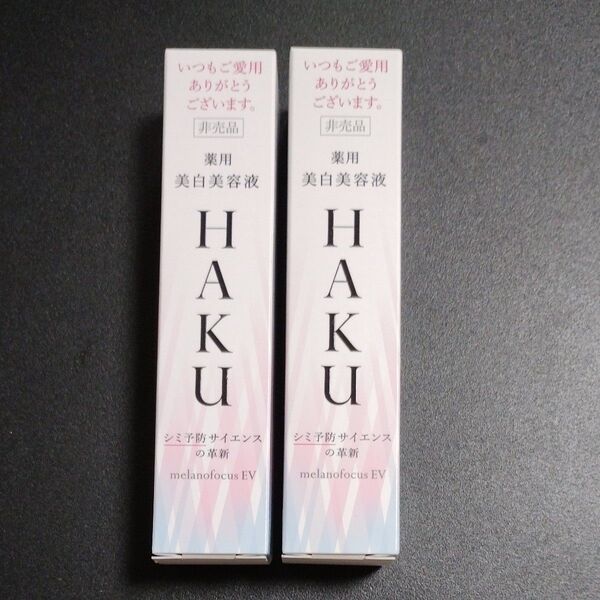 いつもご愛用
ありがとう
ございます。
非売品
薬用
美白美容液
HAKU
シミ予防サイエンス
の革新
melanofocus EV
いつもご愛用
ありがとう
ございます。
非売品
薬用
美白美容液
HAKU
シミ予防サイエンス
の革新
melanofocus EV